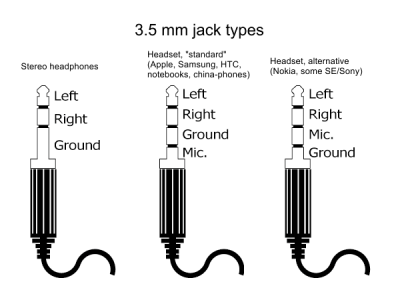 3.5 mm jack types
Stereo headphones
Left
Right
Ground
Headset, "standard"
(Apple, Samsung, HTC,
notebooks, china-phones)
Left
Right
Ground
Mic.
Headset, alternative
(Nokia, some SE/Sony)
Left
Right
Mic.
Ground